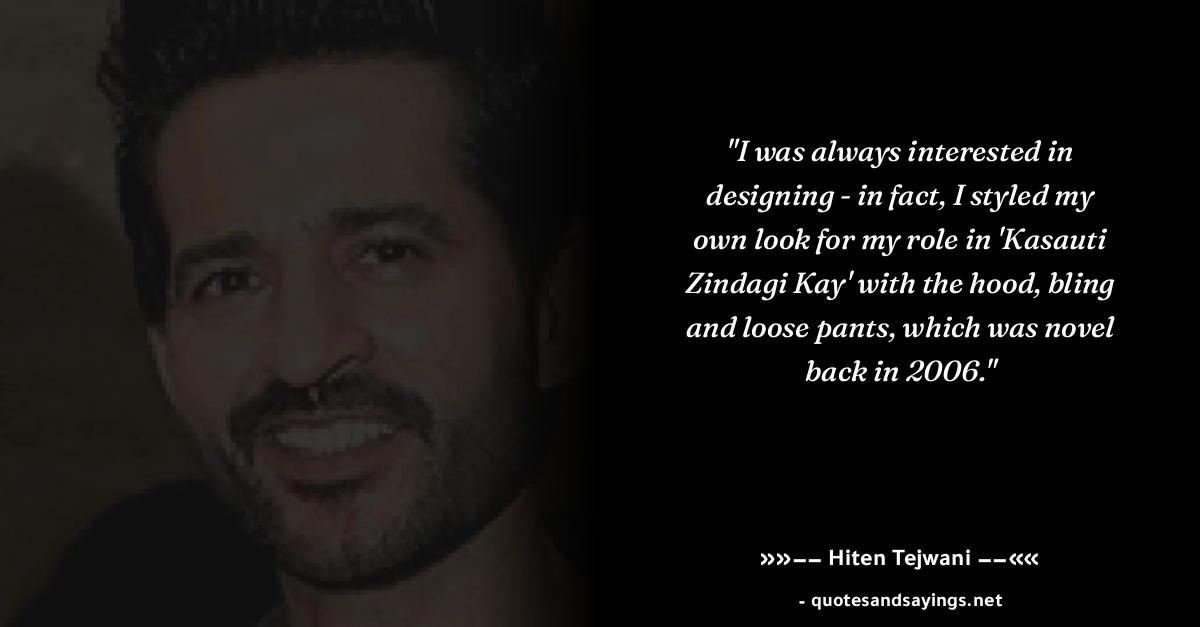 "I was always interested in
designing - in fact, I styled my
own look for my role in 'Kasauti
Zindagi Kay' with the hood, bling
and loose pants, which was novel
back in 2006."
»»−− Hiten Tejwani −−««
- quotesandsayings.net